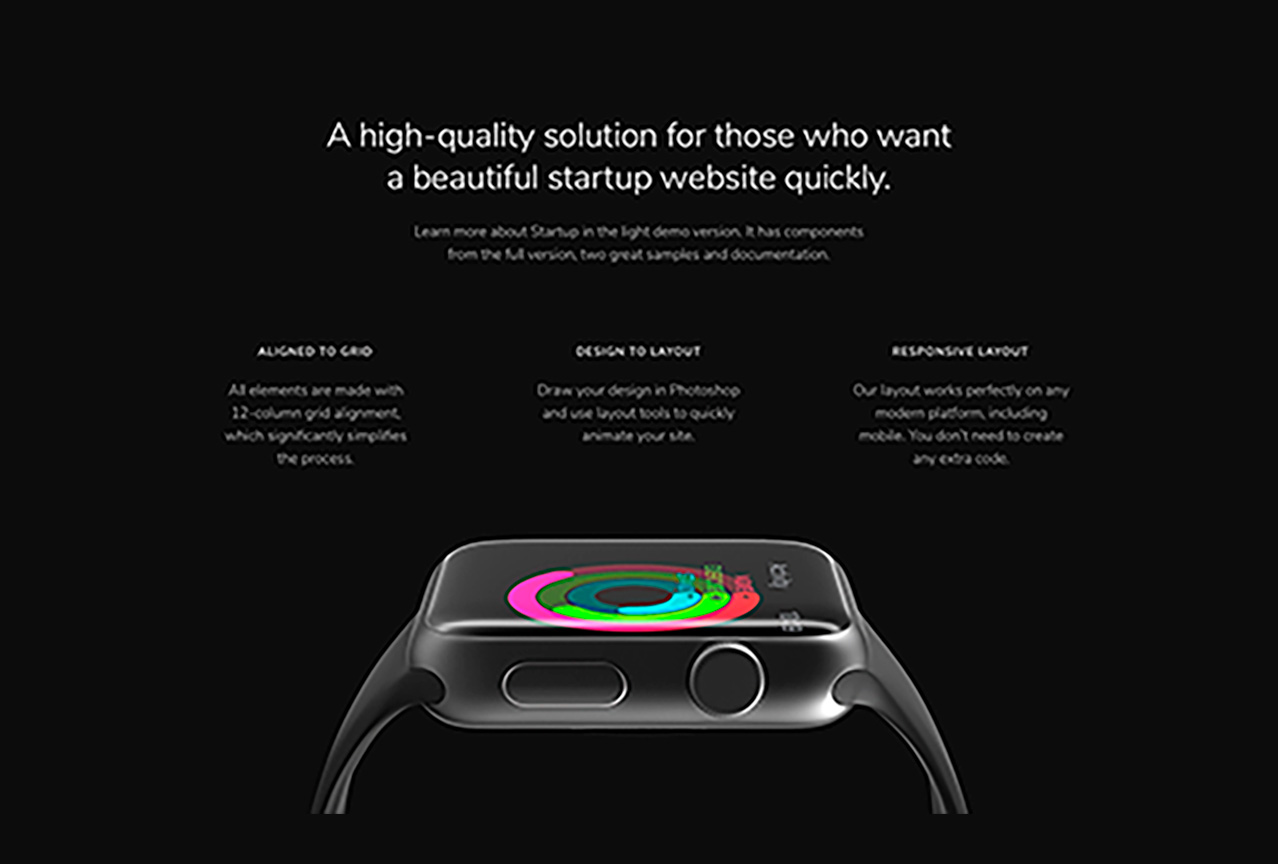 A high-quality solution for those who want
a beautiful startup website quickly.
Learn more about Startup in the light demo version. It has components
from the full version, two great samples and documentation.
ALIGNED TO GRID
All elements are made with
12-column grid alignment,
which significantly simplifies
the process.
DESIGN TO LAYOUT
Draw your design in Photoshop
and use layout tools to quickly
animate your site.
RESPONSIVE LAYOUT
Our layout works perfectly on any
modern platform, including
mobile. You don't need to create
any extra code.